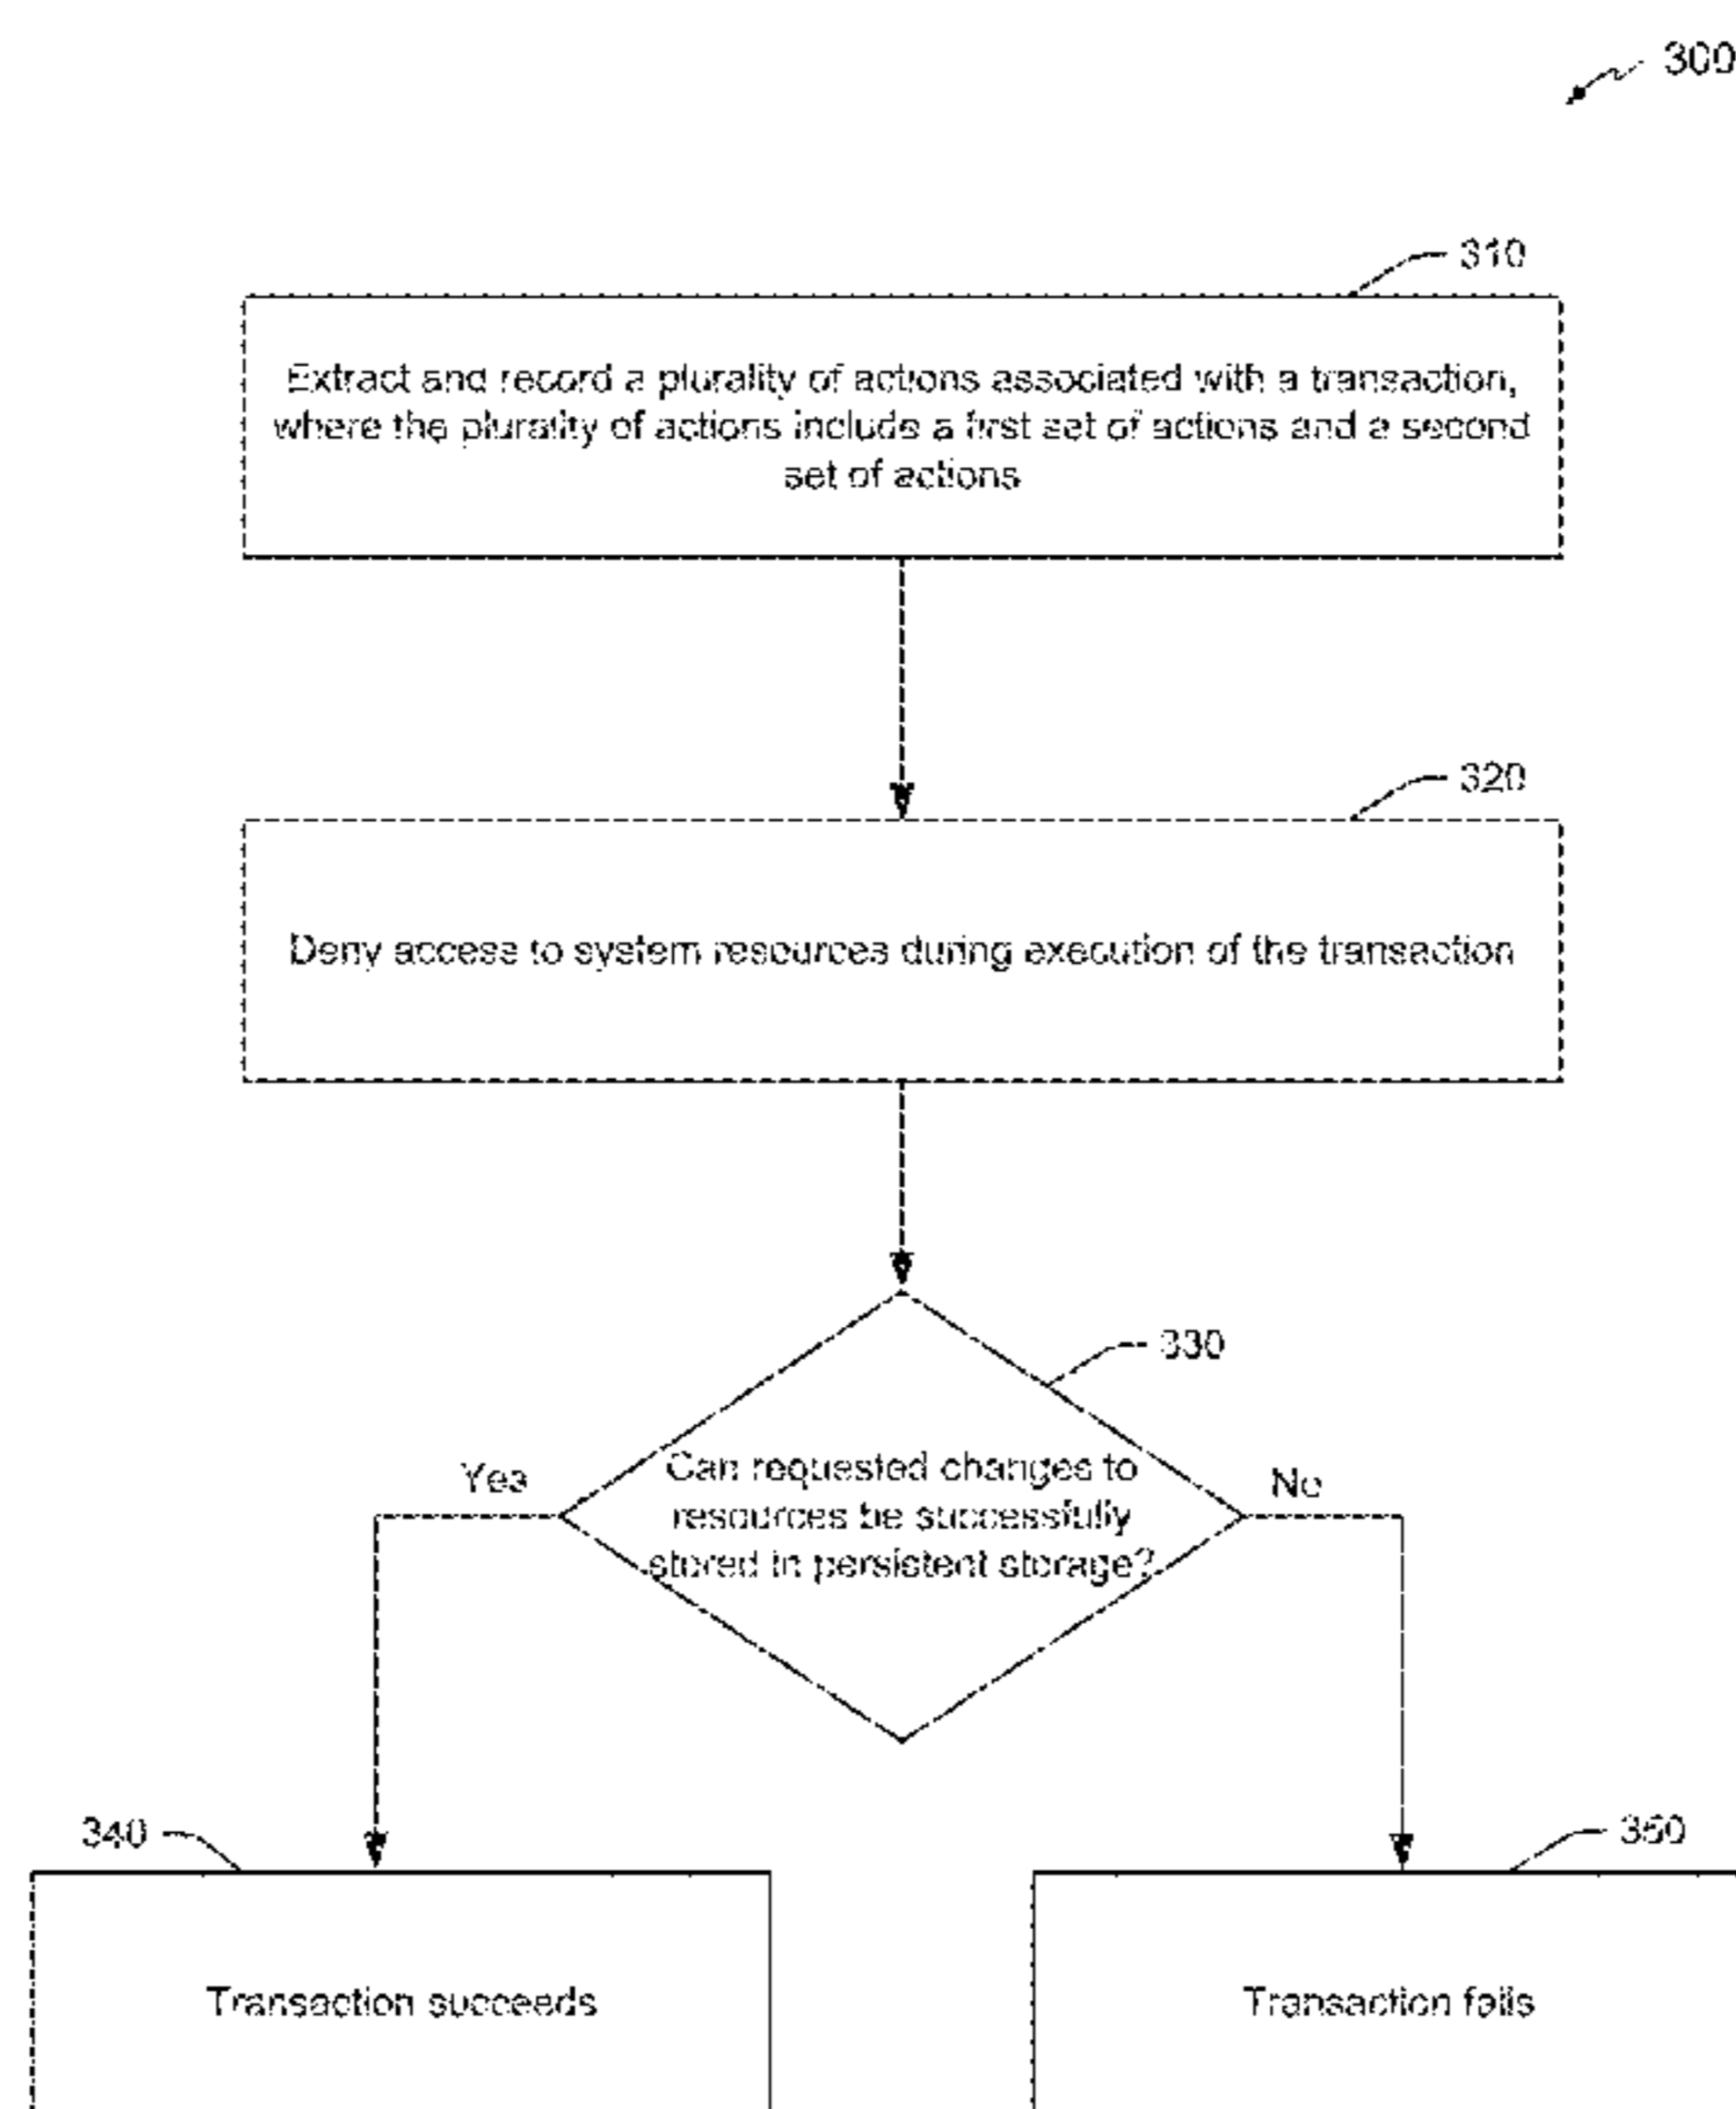 300
310
Extract and record a plurality of actions associated with a transaction,
where the plurality of actions include a first set of actions and a second
set of actions
320
Deny access to system resources during execution of the transaction
330
Can requested changes to
resources be successfully
stored in persistent storage?
Yes
No
340
350
Transaction succeeds
Transaction fails